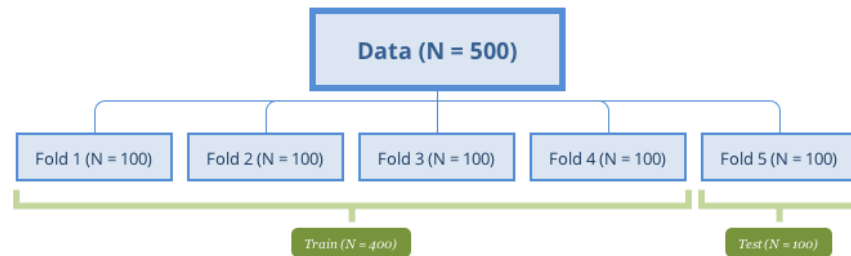 Data (N = 500)
Fold 1 (N = 100)
Fold 2 (N = 100)
Fold 3 (N = 100)
Fold 4 (N = 100)
Fold 5 (N = 100)
Train (N = 400)
Test (N = 100)